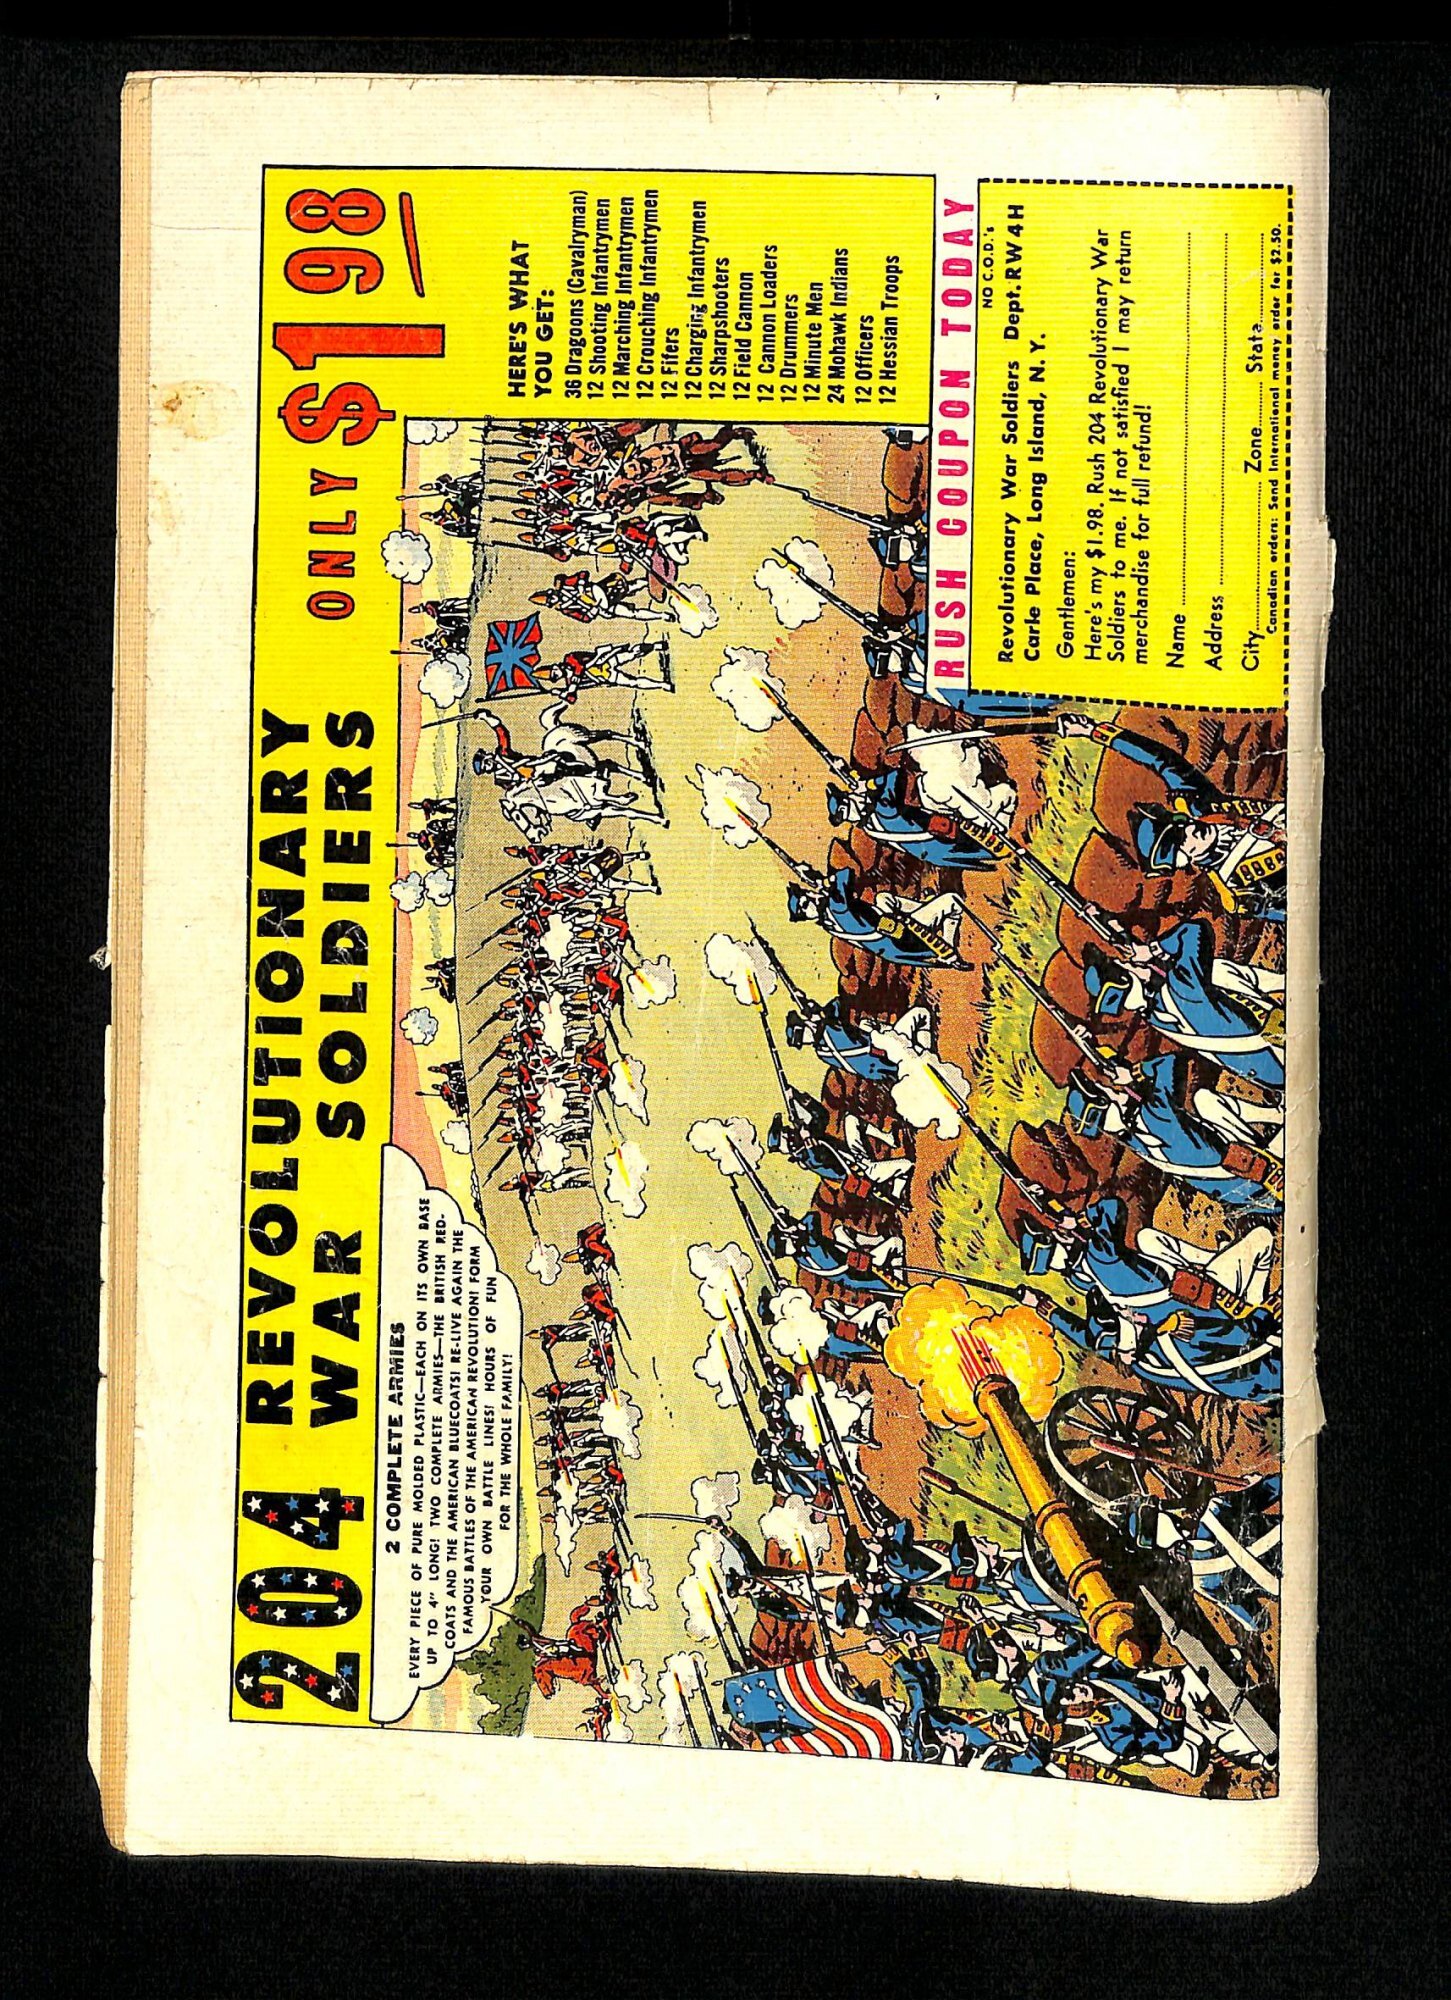 204 REVOLUTIONARY
WAR SOLDIERS
ONLY $1 98
2 COMPLETE ARMIES
EVERY PIECE OF PURE MOLDED PLASTIC—EACH ON ITS OWN BASE
UP TO 4" LONG! TWO COMPLETE ARMIES—THE BRITISH RED-
COATS AND THE AMERICAN BLUECOATS! RE-LIVE AGAIN THE
FAMOUS BATTLES OF THE AMERICAN REVOLUTION! FORM
YOUR OWN BATTLE LINES! HOURS OF FUN
FOR THE WHOLE FAMILY!
HERE'S WHAT
YOU GET:
36 Dragoons (Cavalryman)
12 Shooting Infantrymen
12 Marching Infantrymen
12 Crouching Infantrymen
12 Fifers
12 Charging Infantrymen
12 Sharpshooters
12 Field Cannon
12 Cannon Loaders
12 Drummers
12 Minute Men
24 Mohawk Indians
12 Officers
12 Hessian Troops
RUSH COUPON TODAY
NO C.O.D.'s
Revolutionary War Soldiers Dept. RW4H
Carle Place, Long Island, N. Y.
Gentlemen:
Here's my $1.98. Rush 204 Revolutionary War
Soldiers to me. If not satisfied I may return
merchandise for full refund!
Name
Address
City Zone State
Canadian orders: Send International money order for $2.50.